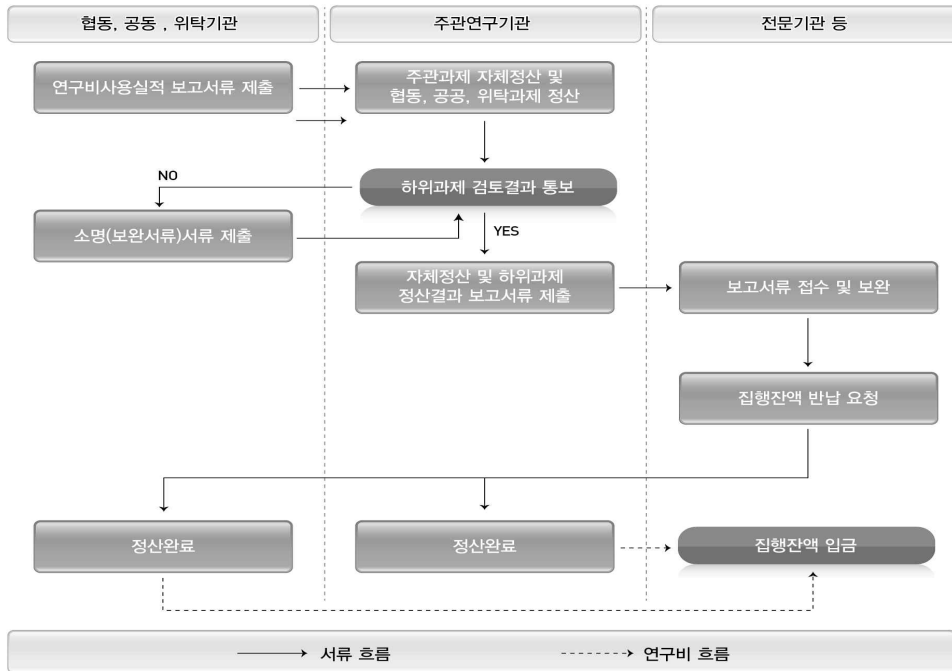 협동, 공동 , 위탁기관
주관연구기관
전문기관 등
연구비사용실적 보고서류 제출
주관과제 자체정산 및
협동, 공공, 위탁과제 정산
NO
하위과제 검토결과 통보
소명(보완서류)서류 제출
YES
자체정산 및 하위과제
정산결과 보고서류 제출
보고서류 접수 및 보완
집행잔액 반납 요청
정산완료
정산완료
집행잔액 입금
서류 흐름
연구비 흐름